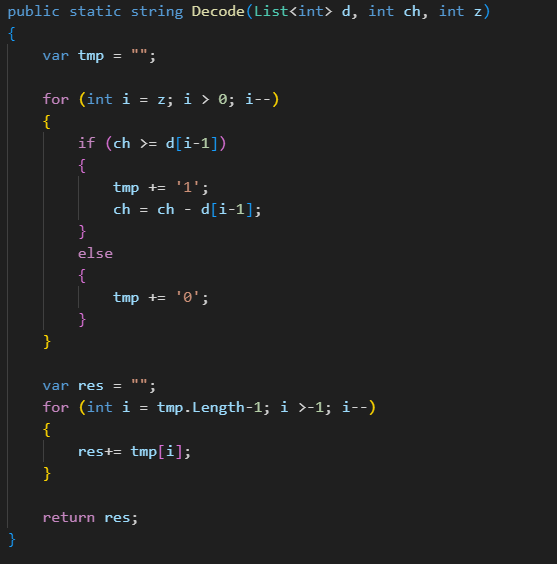 public static string Decode(List<int> d, int ch, int z)
{
    var tmp = "";

    for (int i = z; i > 0; i--)
    {
        if (ch >= d[i-1])
        {
            tmp += '1';
            ch = ch - d[i-1];
        }
        else
        {
            tmp += '0';
        }
    }

    var res = "";
    for (int i = tmp.Length-1; i >-1; i--)
    {
        res+= tmp[i];
    }

    return res;
}